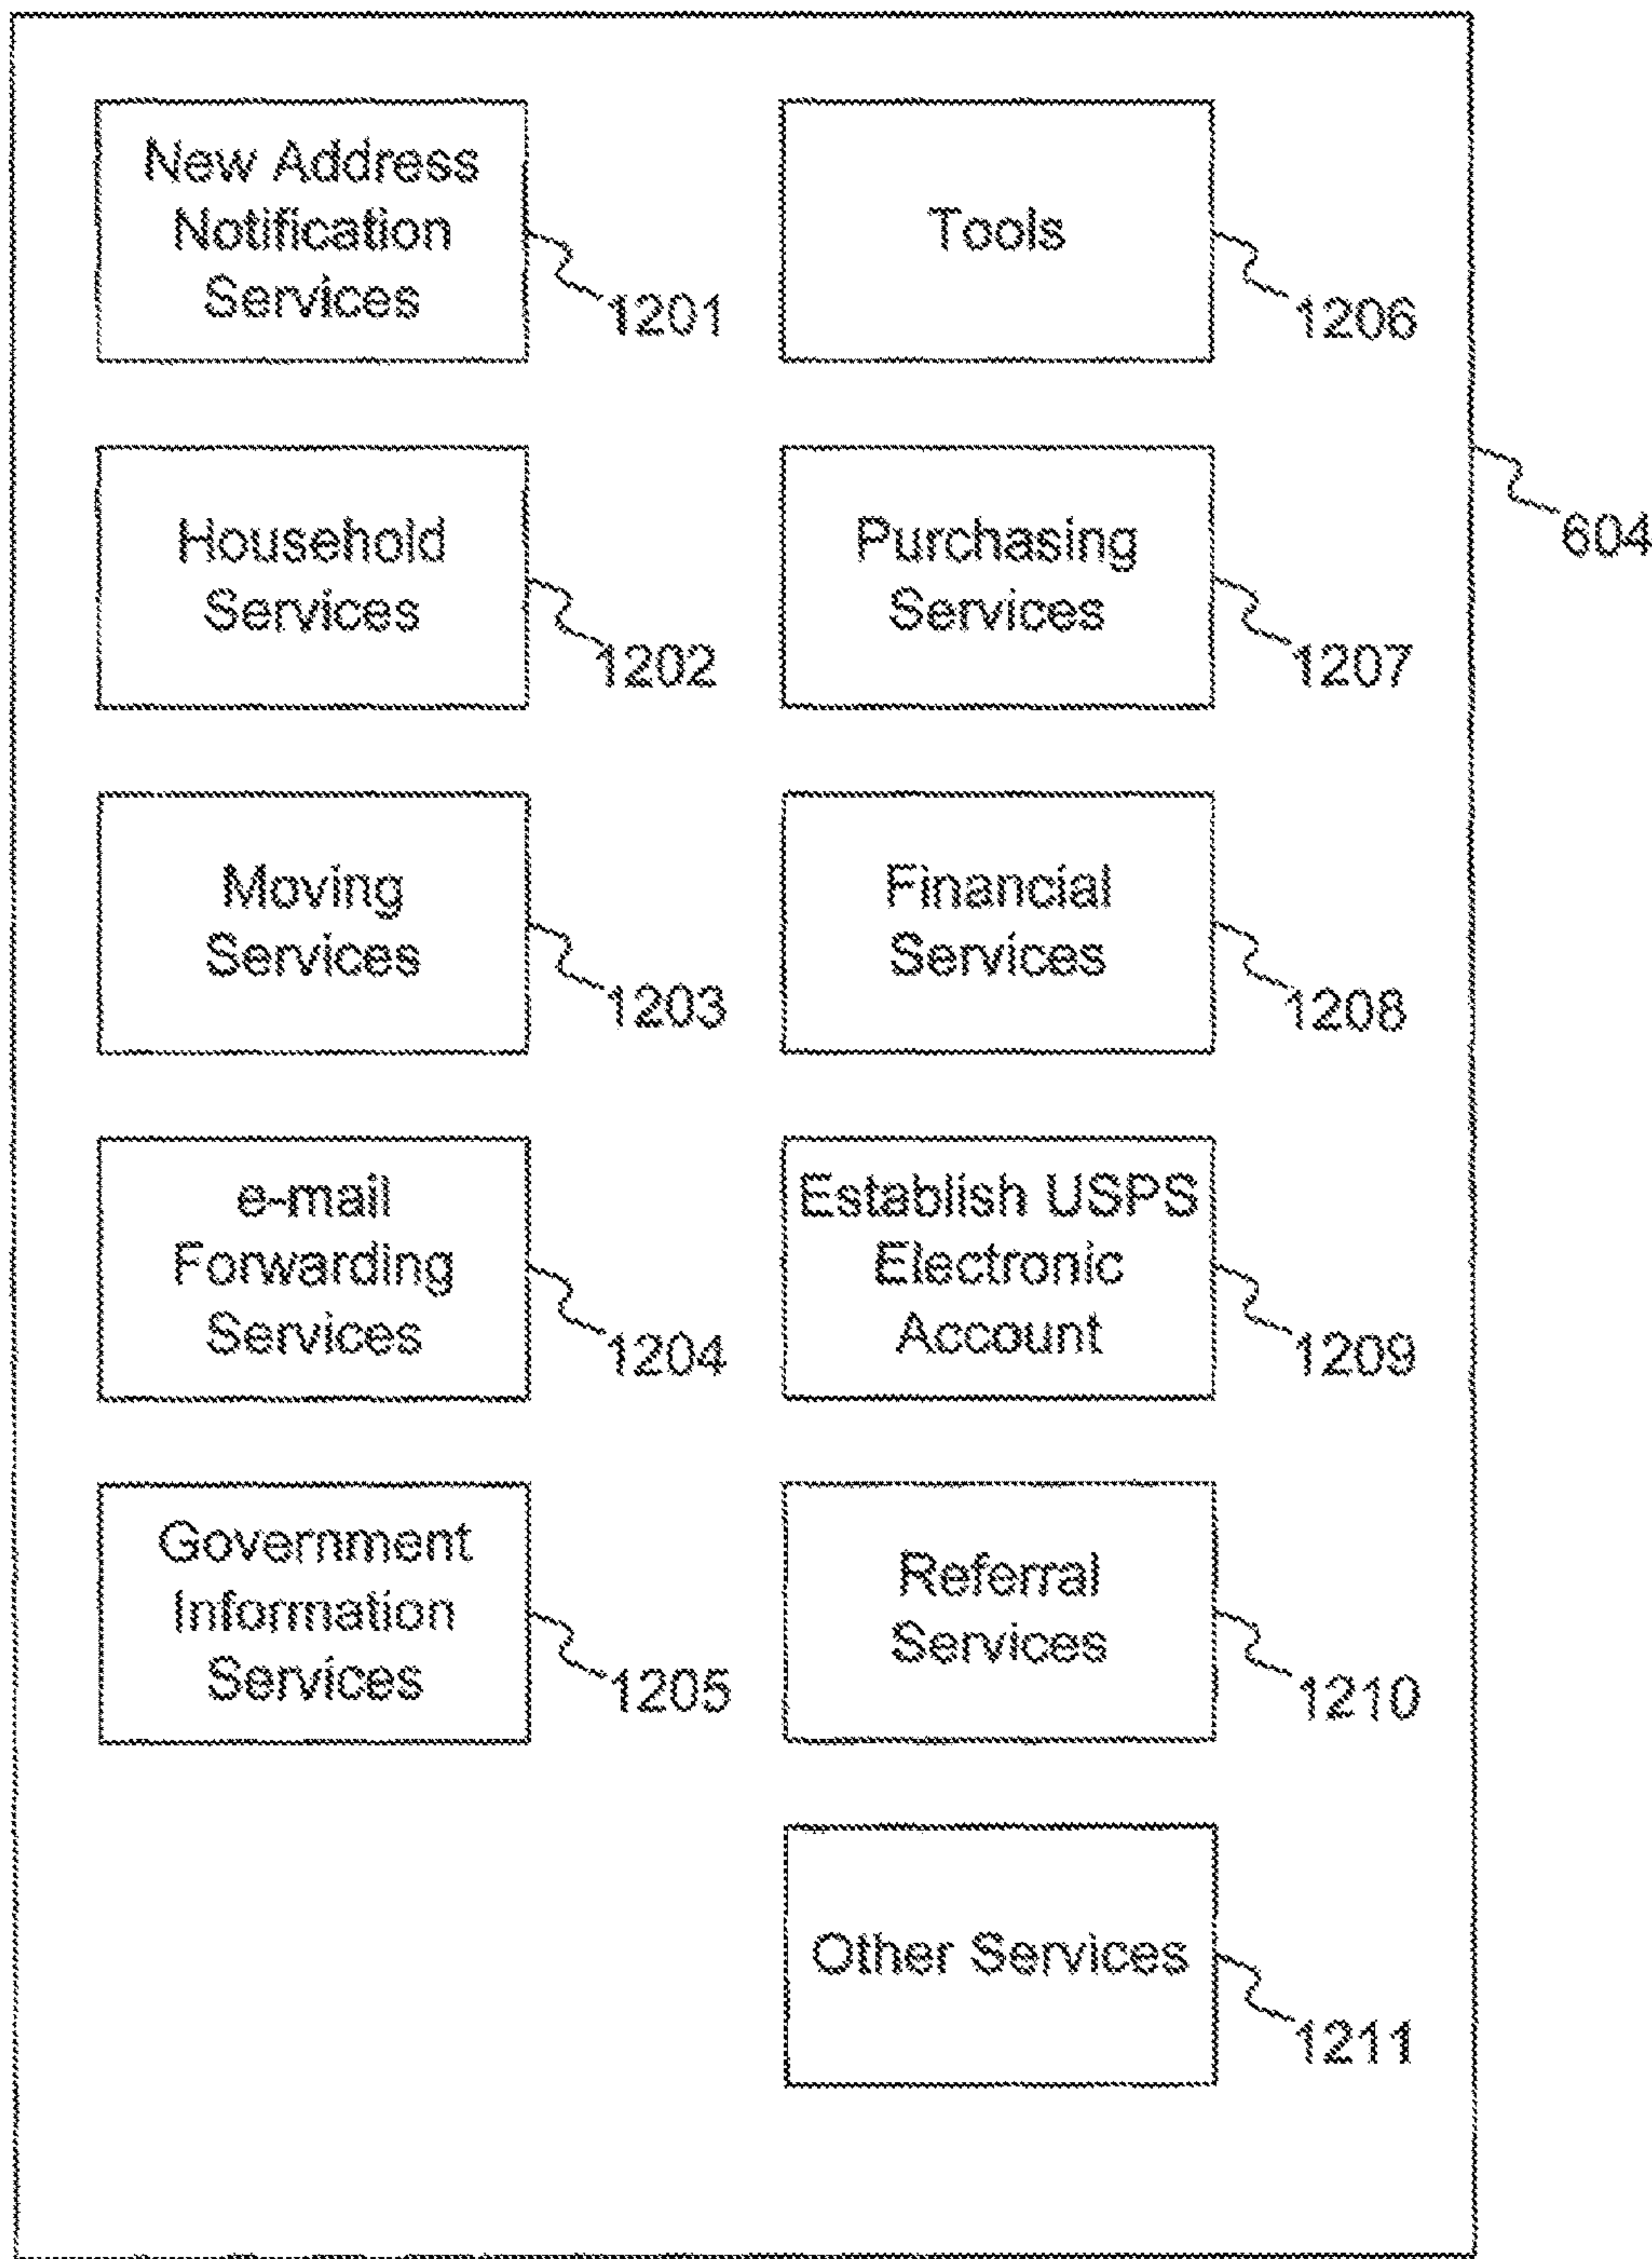 New Address
Notification
Services
1201
Tools
1206
Household
Services
1202
Purchasing
Services
1207
604
Moving
Services
1203
Financial
Services
1208
e-mail
Forwarding
Services
1204
Establish USPS
Electronic
Account
1209
Government
Information
Services
1205
Referral
Services
1210
Other Services
1211